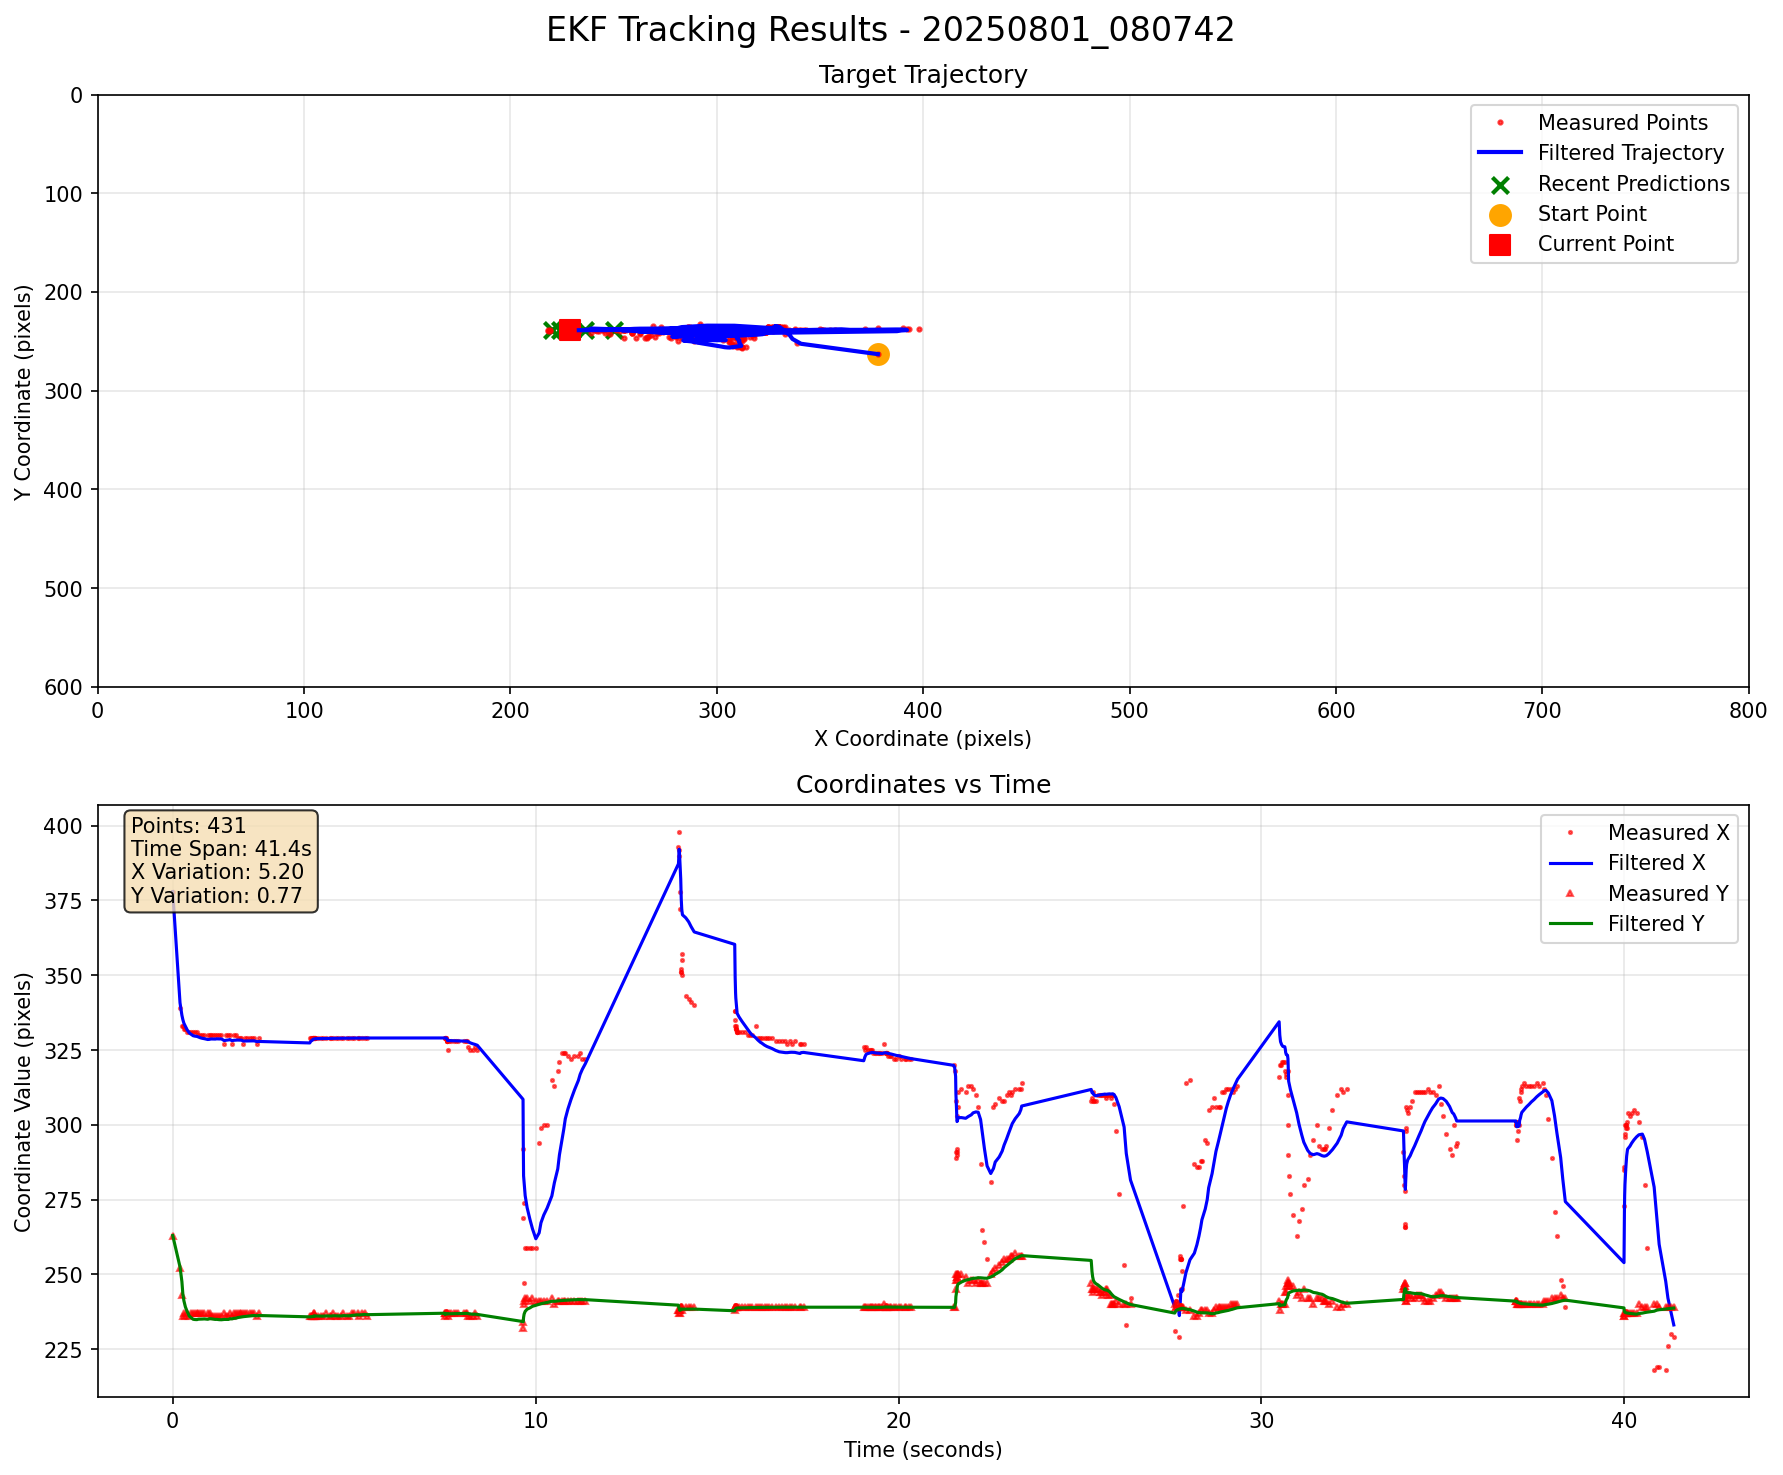 EKF Tracking Results - 20250801_080742
Target Trajectory
Y Coordinate (pixels)
0
100
200
300
400
500
600
Measured Points
Filtered Trajectory
Recent Predictions
Start Point
Current Point
0 100 200 300 400 500 600 700 800
X Coordinate (pixels)
Coordinates vs Time
Coordinate Value (pixels)
400
375
350
325
300
275
250
225
Points: 431
Time Span: 41.4s
X Variation: 5.20
Y Variation: 0.77
Measured X
Filtered X
Measured Y
Filtered Y
0 10 20 30 40
Time (seconds)